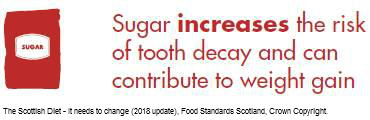 SUGAR
Sugar increases the risk
of tooth decay and can
contribute to weight gain
The Scottish Diet - It needs to change (2018 update), Food Standards Scotland, Crown Copyright.